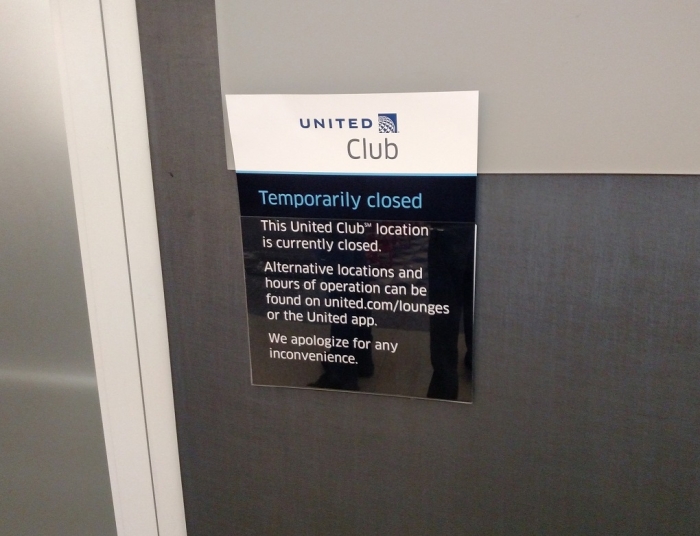 UNITED
Club
Temporarily closed
This United Club℠ location
is currently closed.
Alternative locations and
hours of operation can be
found on united.com/lounges
or the United app.
We apologize for any
inconvenience.